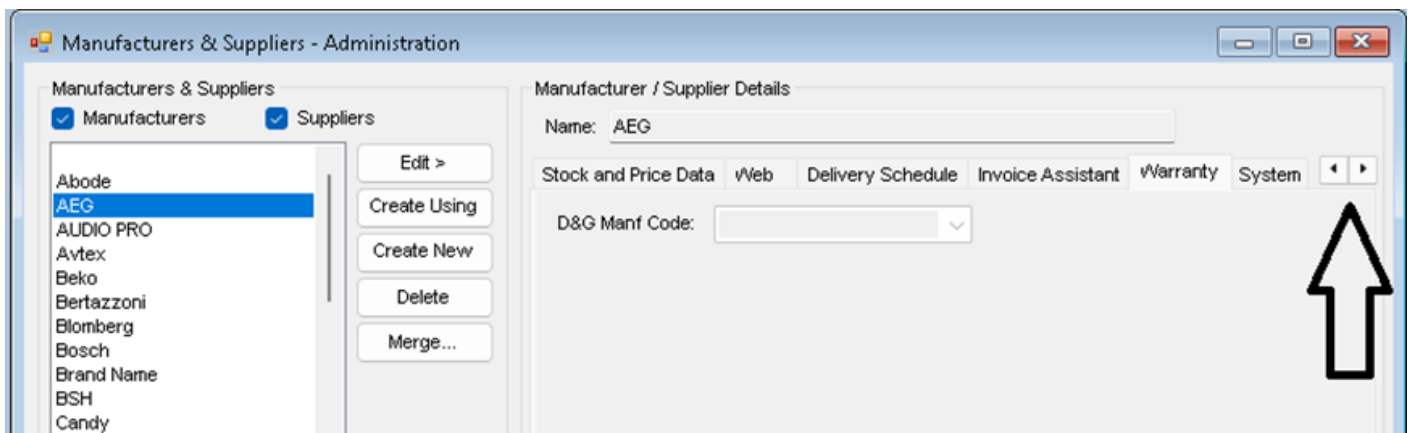 Manufacturers & Suppliers - Administration
Manufacturers & Suppliers
Manufacturers
Suppliers
Abode
AEG
AUDIO PRO
Avtex
Beko
Bertazzoni
Blomberg
Bosch
Brand Name
BSH
Candy
Edit >
Create Using
Create New
Delete
Merge...
Manufacturer / Supplier Details
Name: AEG
Stock and Price Data Web Delivery Schedule Invoice Assistant Warranty System
D&G Manf Code: